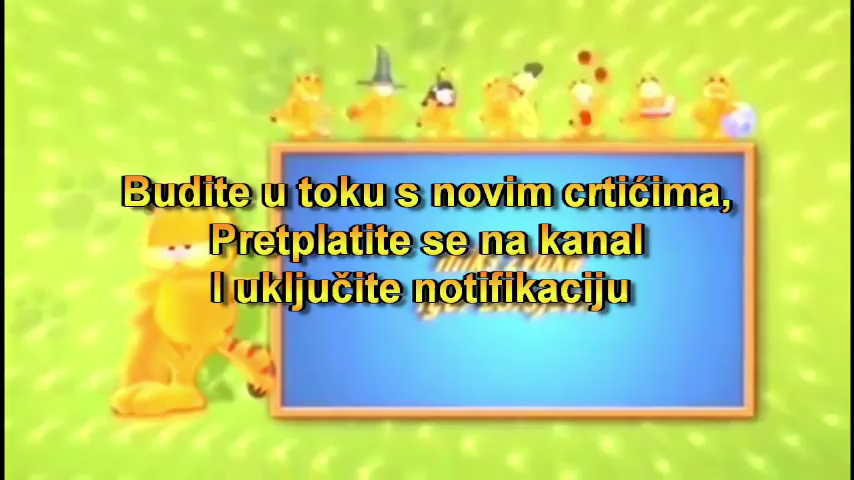 Budite u toku s novim crtićima,
Pretplatite se na kanal
I uključite notifikaciju